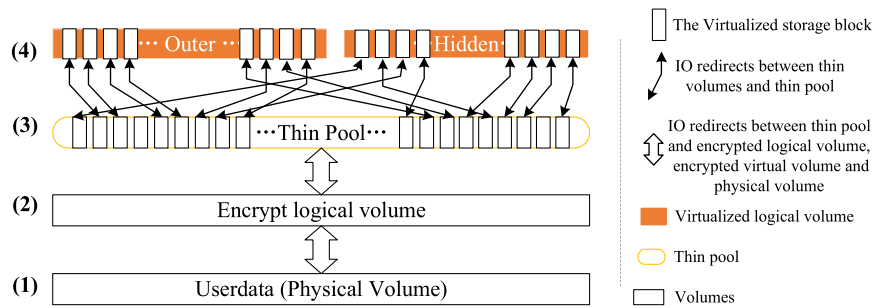 (4)
··· Outer ···
···Hidden·
(3)
···Thin Pool···
(2)
Encrypt logical volume
(1)
Userdata (Physical Volume)
The Virtualized storage block
IO redirects between thin
volumes and thin pool
IO redirects between thin pool
and encrypted logical volume,
encrypted virtual volume and
physical volume
Virtualized logical volume
Thin pool
Volumes